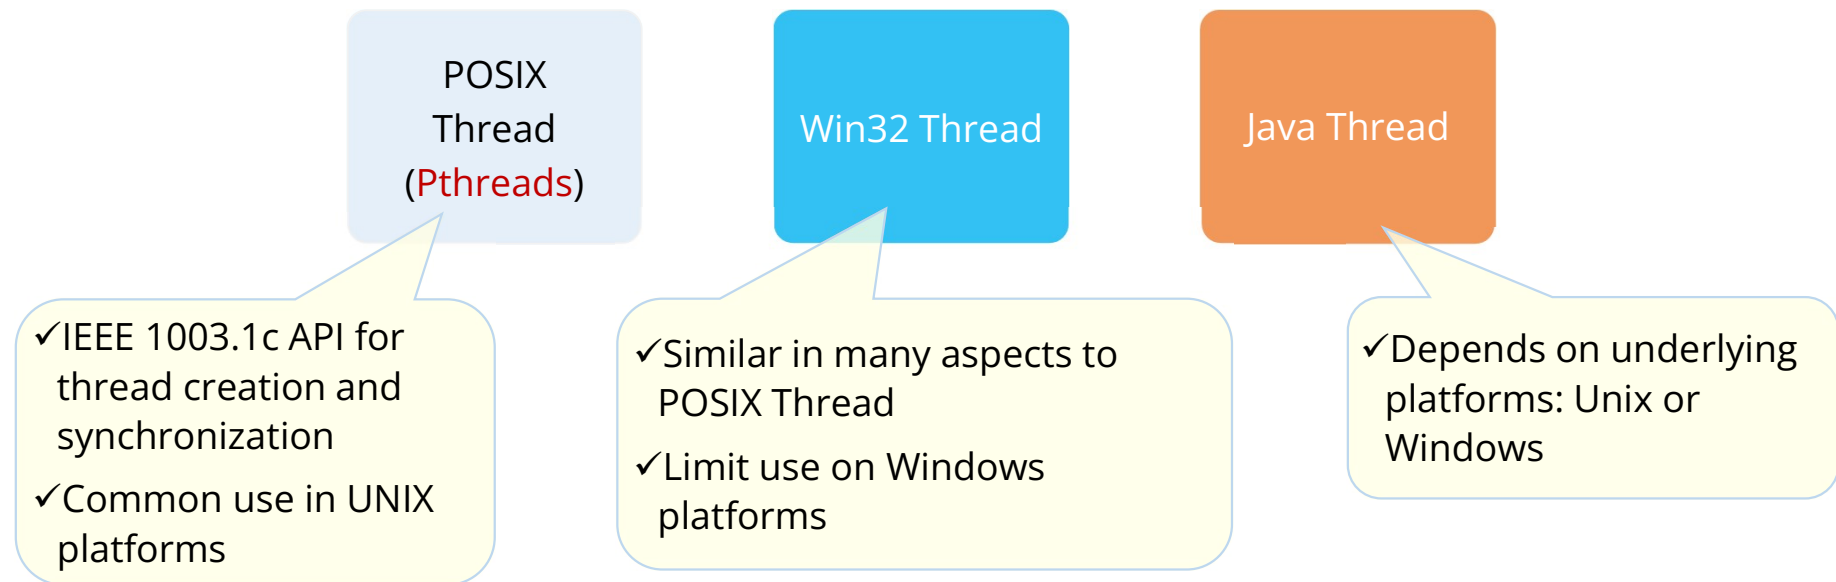 POSIX
Thread
(Pthreads)
Win32 Thread
Java Thread
✓IEEE 1003.1c API for
thread creation and
synchronization
✓Common use in UNIX
platforms
✓Similar in many aspects to
POSIX Thread
✓Limit use on Windows
platforms
✓Depends on underlying
platforms: Unix or
Windows